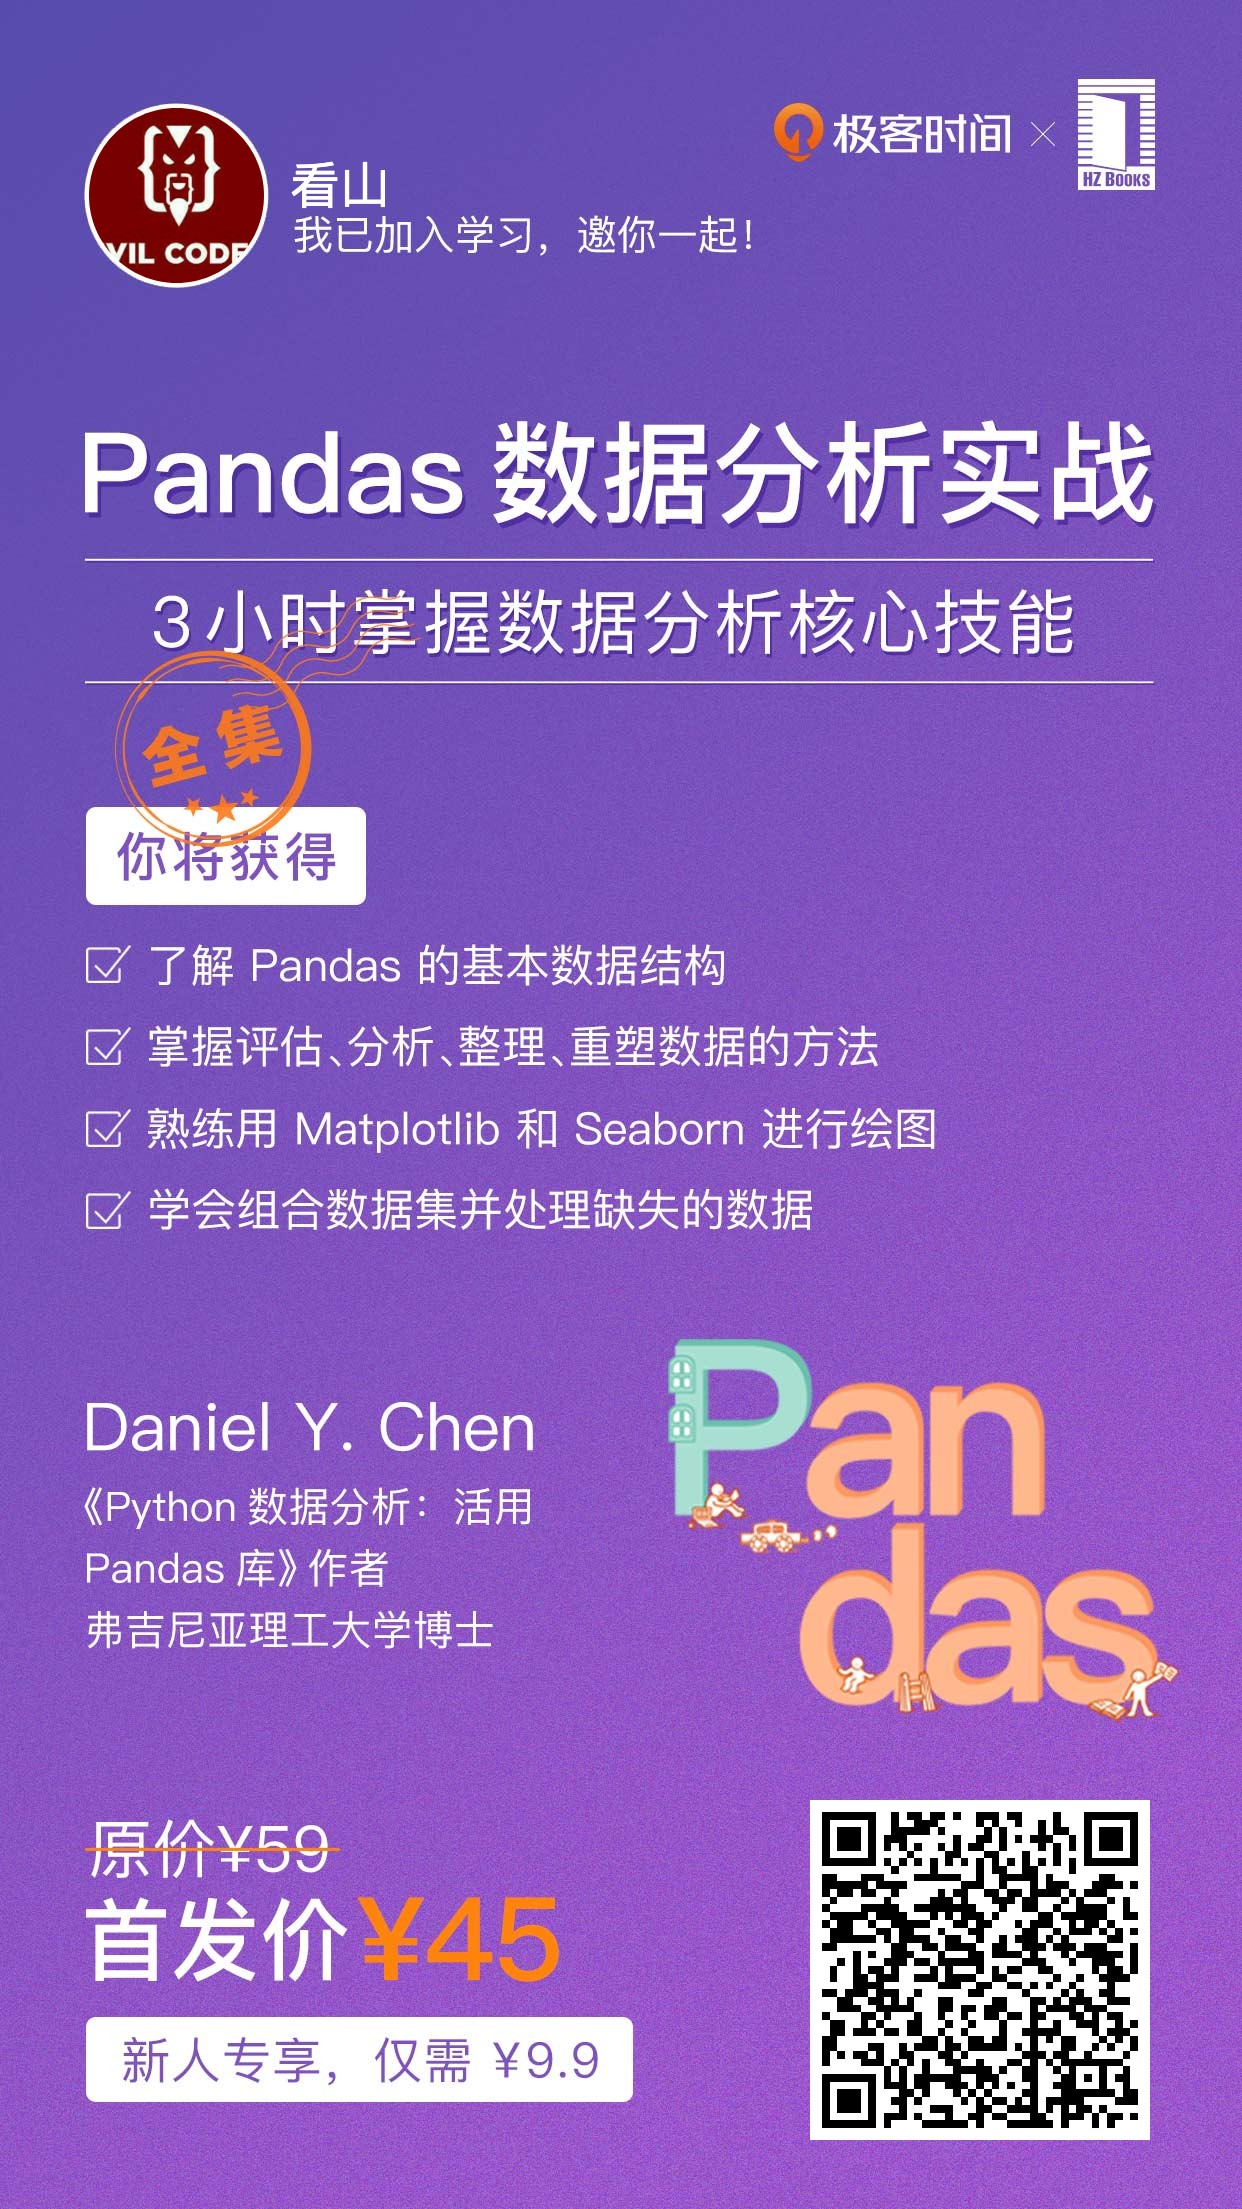 极客时间
HZ BOOKS
VIL CODE
看山
我已加入学习，邀你一起！
Pandas 数据分析实战
3小时掌握数据分析核心技能
全集
你将获得
了解 Pandas 的基本数据结构
掌握评估、分析、整理、重塑数据的方法
熟练用 Matplotlib 和 Seaborn 进行绘图
学会组合数据集并处理缺失的数据
Daniel Y. Chen
《Python 数据分析：活用
Pandas 库》作者
弗吉尼亚理工大学博士
Pan
das
原价¥59
首发价¥45
新人专享，仅需 ¥9.9